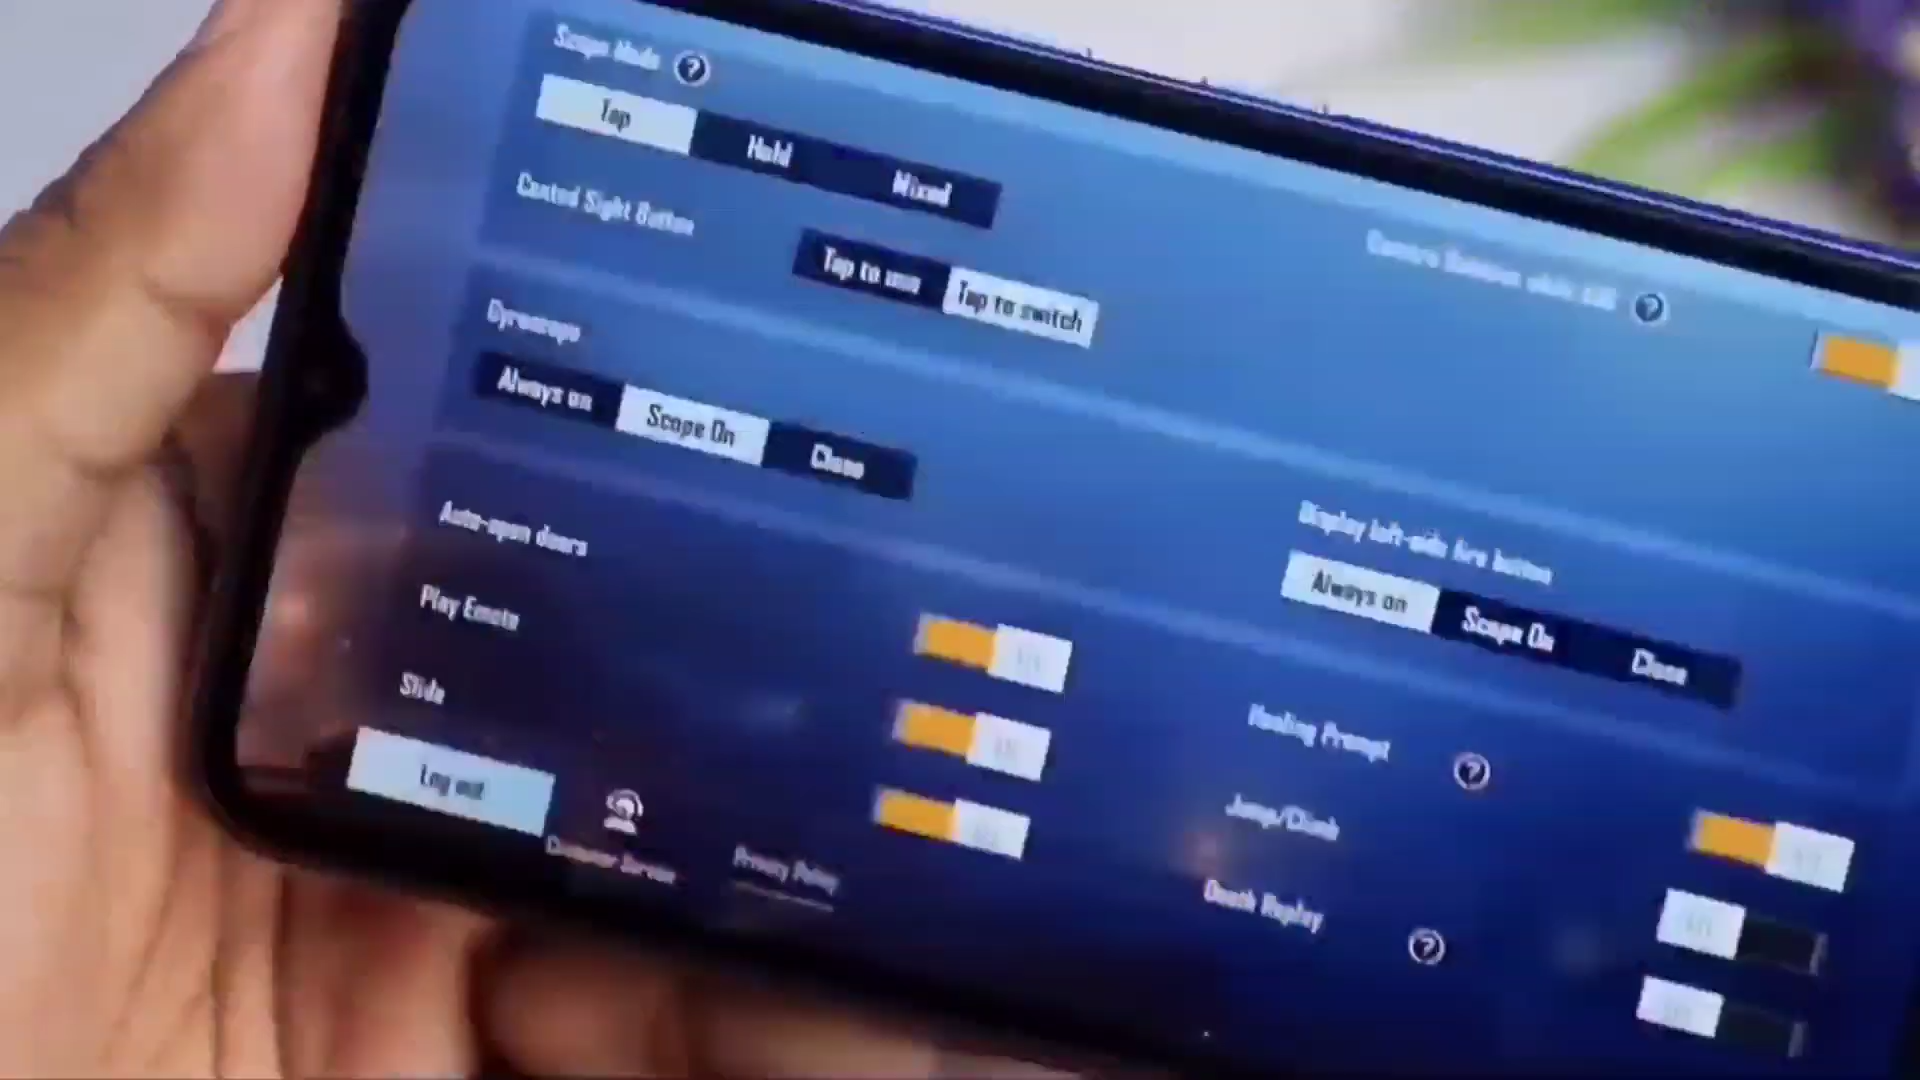 Scope Mode
Tap Hold Mixed
Canted Sight Button
Tap to use Tap to switch
Gyroscope
Always on Scope On Close
Display left-side fire button
Always on Scope On Close
Auto-open doors
Play Emote
Slide
Healing Prompt
Jump/Climb
Death Replay
Log out
Privacy Policy